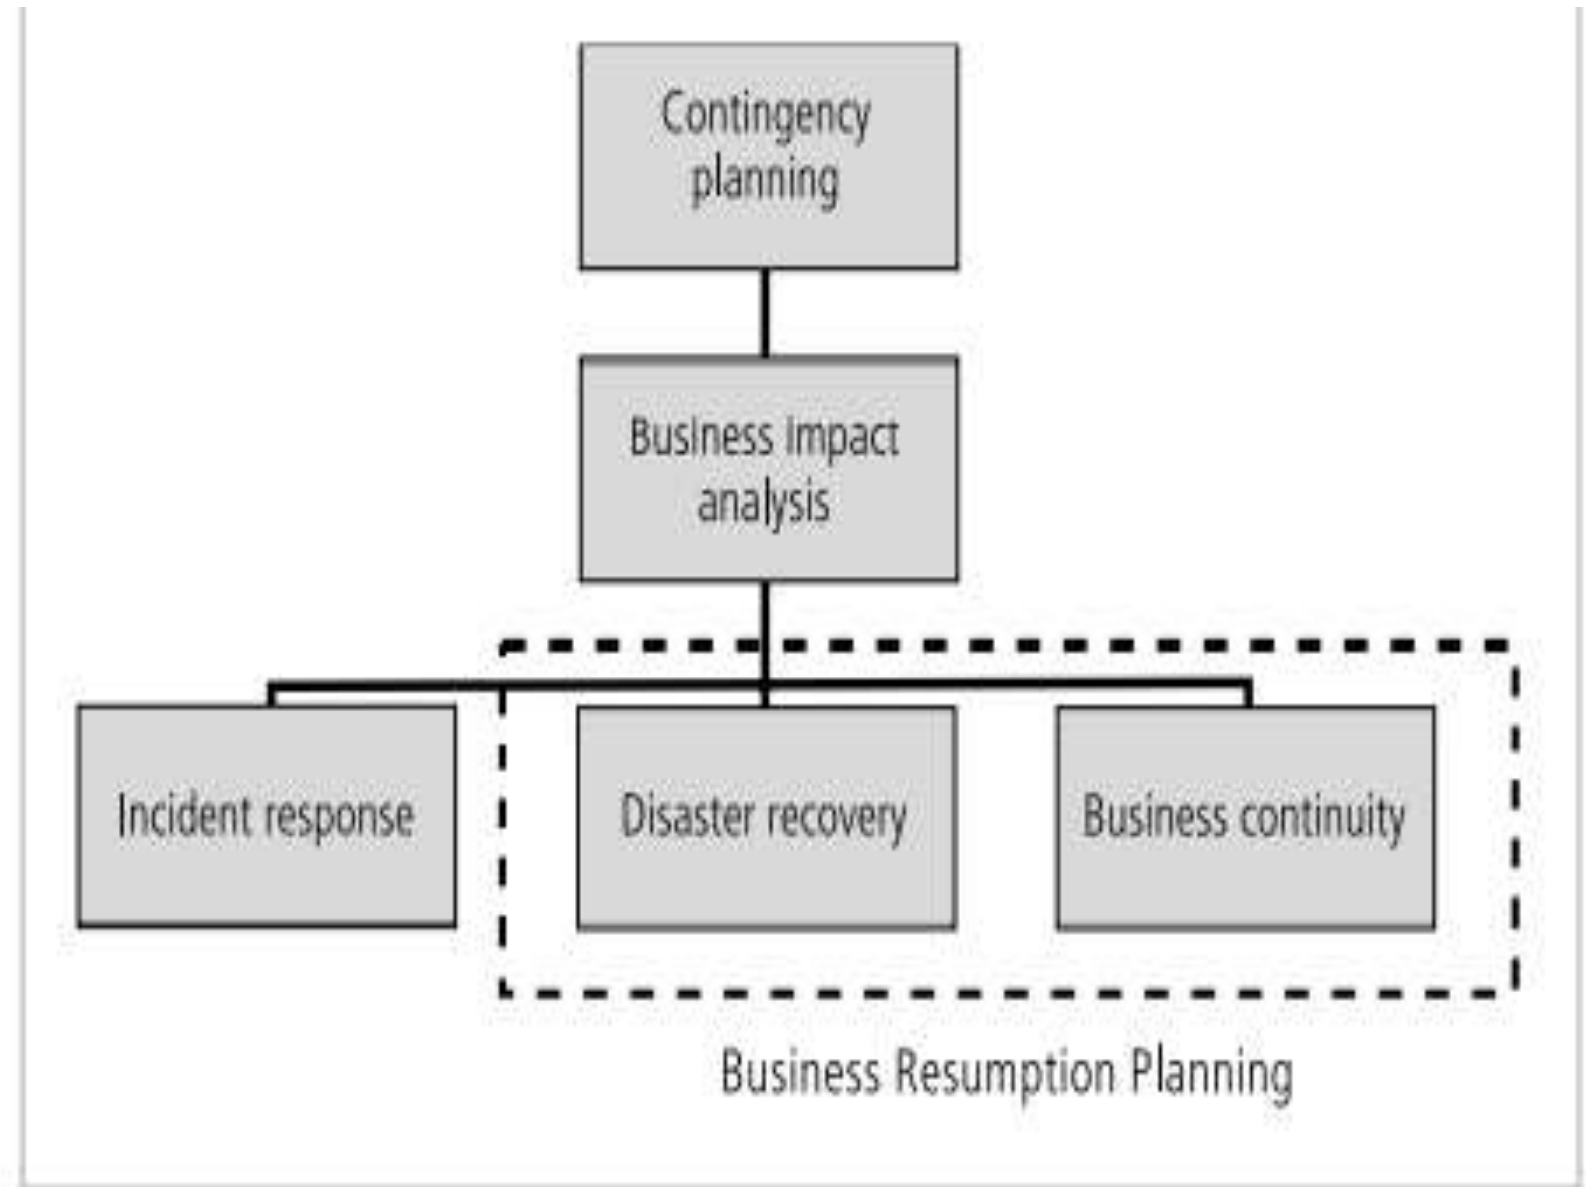 Contingency
planning
Business impact
analysis
Incident response
Disaster recovery
Business continuity
Business Resumption Planning